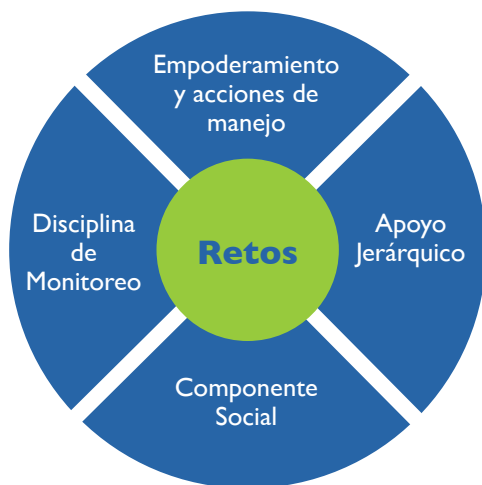 Empoderamiento
y acciones de
manejo
Disciplina
de
Monitoreo
Retos
Apoyo
Jerárquico
Componente
Social